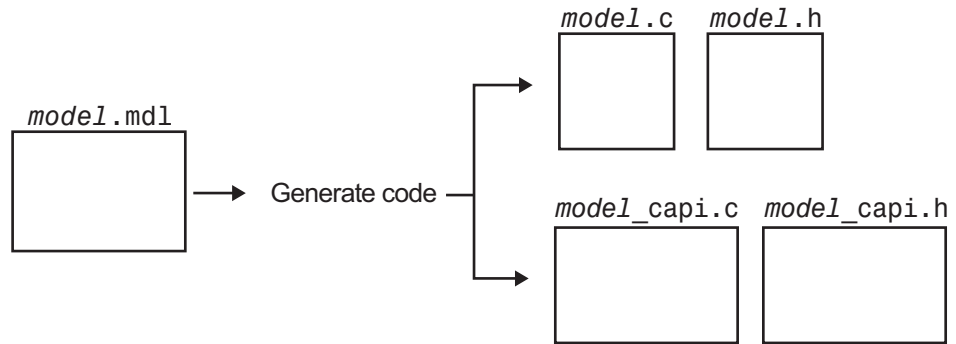 model.c model.h
model.mdl
Generate code
model_capi.c model_capi.h